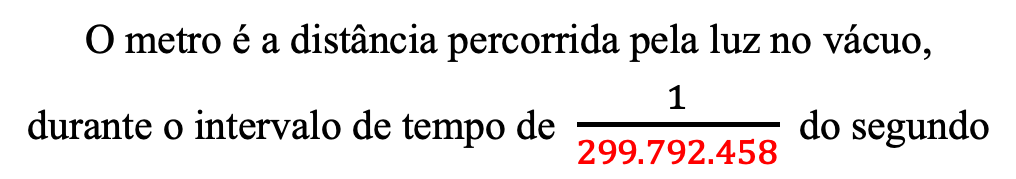 O metro é a distância percorrida pela luz no vácuo,
durante o intervalo de tempo de 1/299.792.458 do segundo